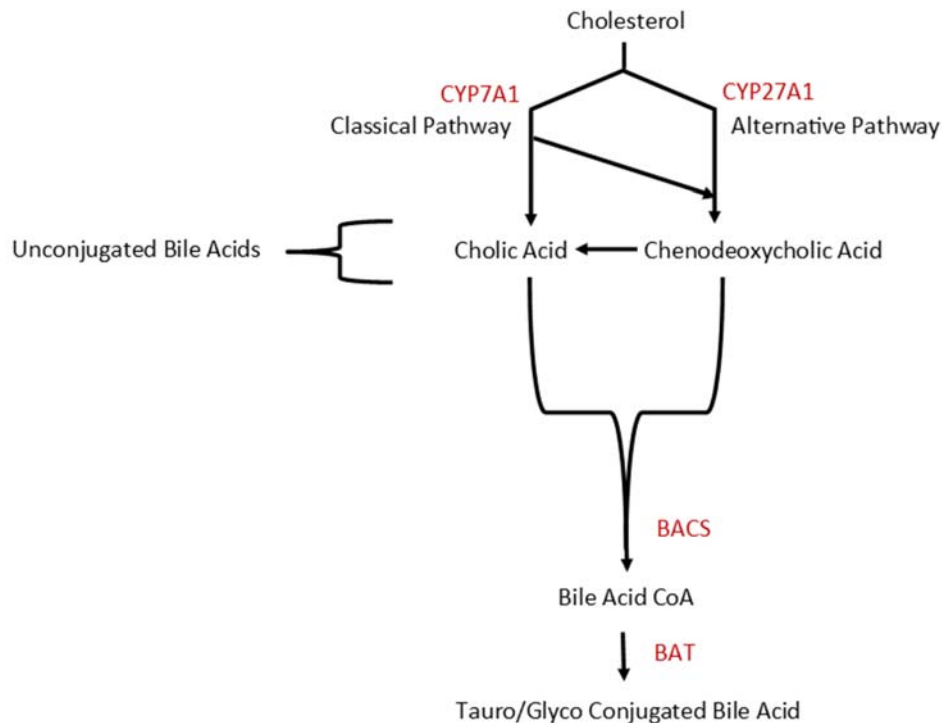 Cholesterol
CYP7A1
CYP27A1
Classical Pathway
Alternative Pathway
Unconjugated Bile Acids
Cholic Acid
Chenodeoxycholic Acid
BACS
Bile Acid CoA
BAT
Tauro/Glyco Conjugated Bile Acid